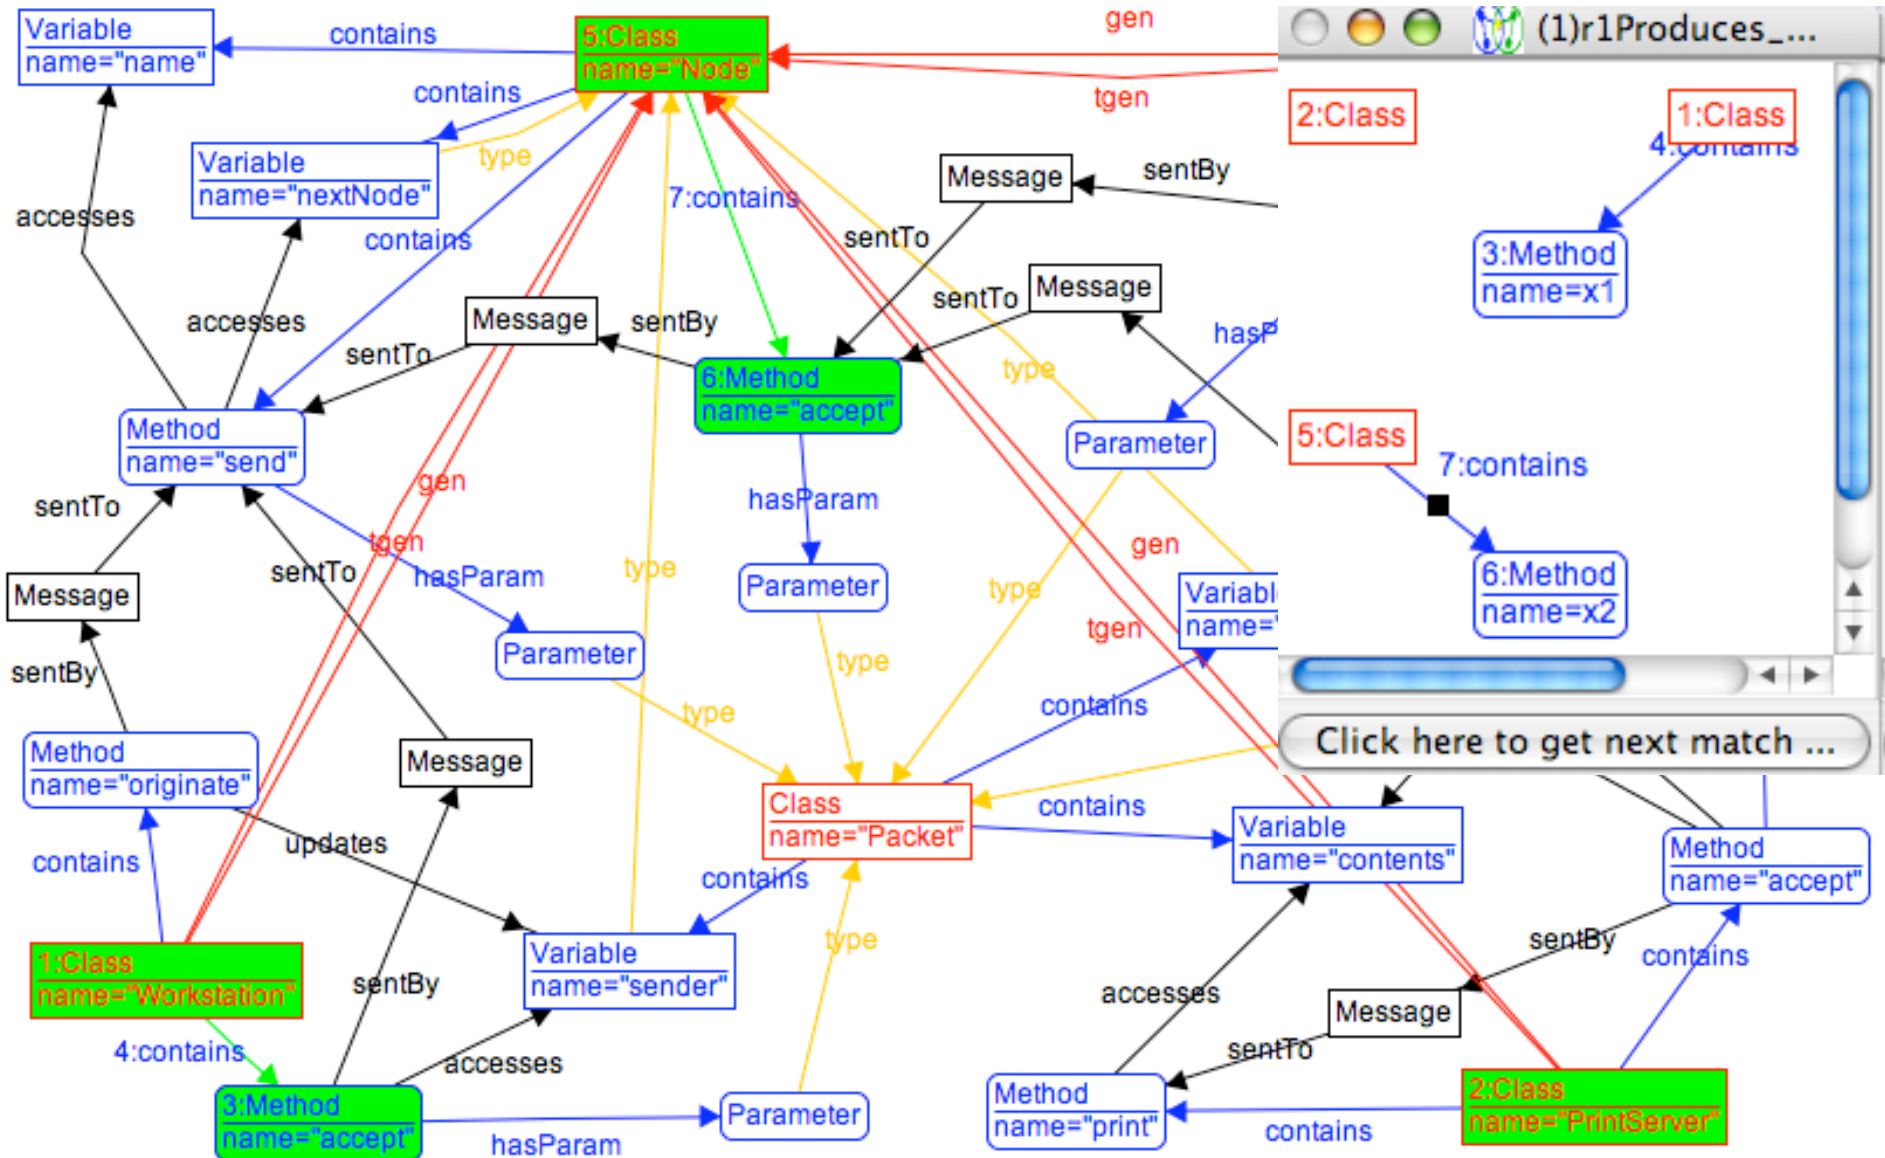 Variable
name="name"
contains
5:Class
name="Node"
gen
tgen
(1)r1Produces_...
2:Class
1:Class
4:contains
contains
Variable
name="nextNode"
type
Message
sentBy
7:contains
accesses
contains
sentTo
3:Method
name=x1
accesses
Message
sentBy
sentTo
Message
sentTo
hasP
type
6:Method
name="accept"
Method
name="send"
Parameter
5:Class
7:contains
gen
sentTo
hasParam
tgen
sentTo
hasParam
type
gen
Message
Parameter
type
Variabl
name="
6:Method
name=x2
sentBy
Parameter
type
tgen
type
contains
Method
name="originate"
Message
Click here to get next match ...
Class
name="Packet"
contains
Variable
name="contents"
Method
name="accept"
updates
contains
contains
type
1:Class
name="Workstation"
sentBy
Variable
name="sender"
sentBy
contains
accesses
Message
4:contains
accesses
sentTo
3:Method
name="accept"
hasParam
Parameter
Method
name="print"
contains
2:Class
name="PrintServer"